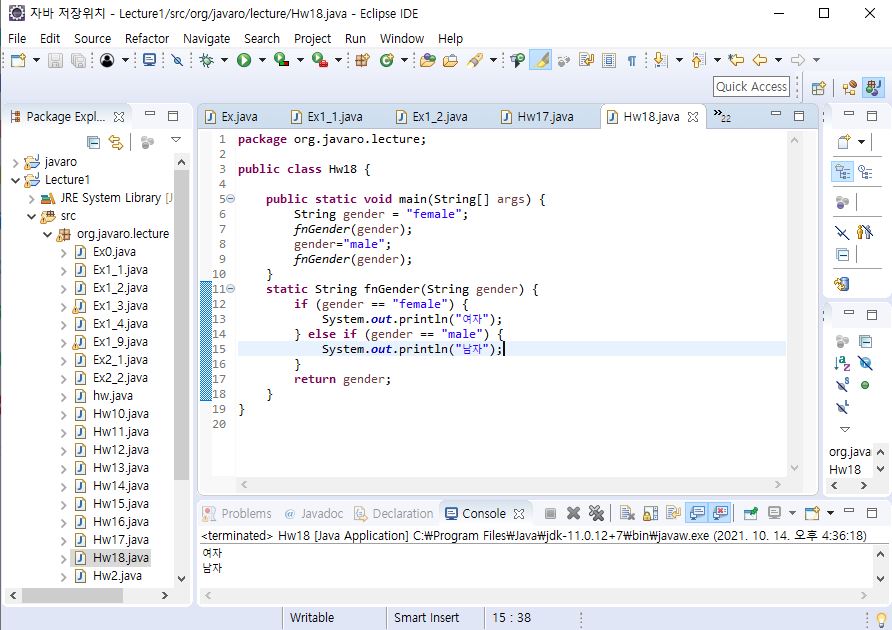 자바 저장위치 - Lecture1/src/org/javaro/lecture/Hw18.java - Eclipse IDE
File Edit Source Refactor Navigate Search Project Run Window Help
Quick Access
Package Expl...
Ex.java Ex1_1.java Ex1_2.java Hw17.java Hw18.java »22
javaro
Lecture1
JRE System Library [J
src
org.javaro.lecture
Ex0.java
Ex1_1.java
Ex1_2.java
Ex1_3.java
Ex1_4.java
Ex1_9.java
Ex2_1.java
Ex2_2.java
hw.java
Hw10.java
Hw11.java
Hw12.java
Hw13.java
Hw14.java
Hw15.java
Hw16.java
Hw17.java
Hw18.java
Hw2.java
1 package org.javaro.lecture;
2
3 public class Hw18 {
4
5 public static void main(String[] args) {
6 String gender = "female";
7 fnGender(gender);
8 gender="male";
9 fnGender(gender);
10 }
11 static String fnGender(String gender) {
12 if (gender == "female") {
13 System.out.println("여자");
14 } else if (gender == "male") {
15 System.out.println("남자");
16 }
17 return gender;
18 }
19 }
20
org.java
Hw18
Problems @ Javadoc Declaration Console
<terminated> Hw18 [Java Application] C:₩Program Files₩Java₩jdk-11.0.12+7₩bin₩javaw.exe (2021. 10. 14. 오후 4:36:18)
여자
남자
Writable Smart Insert 15 : 38